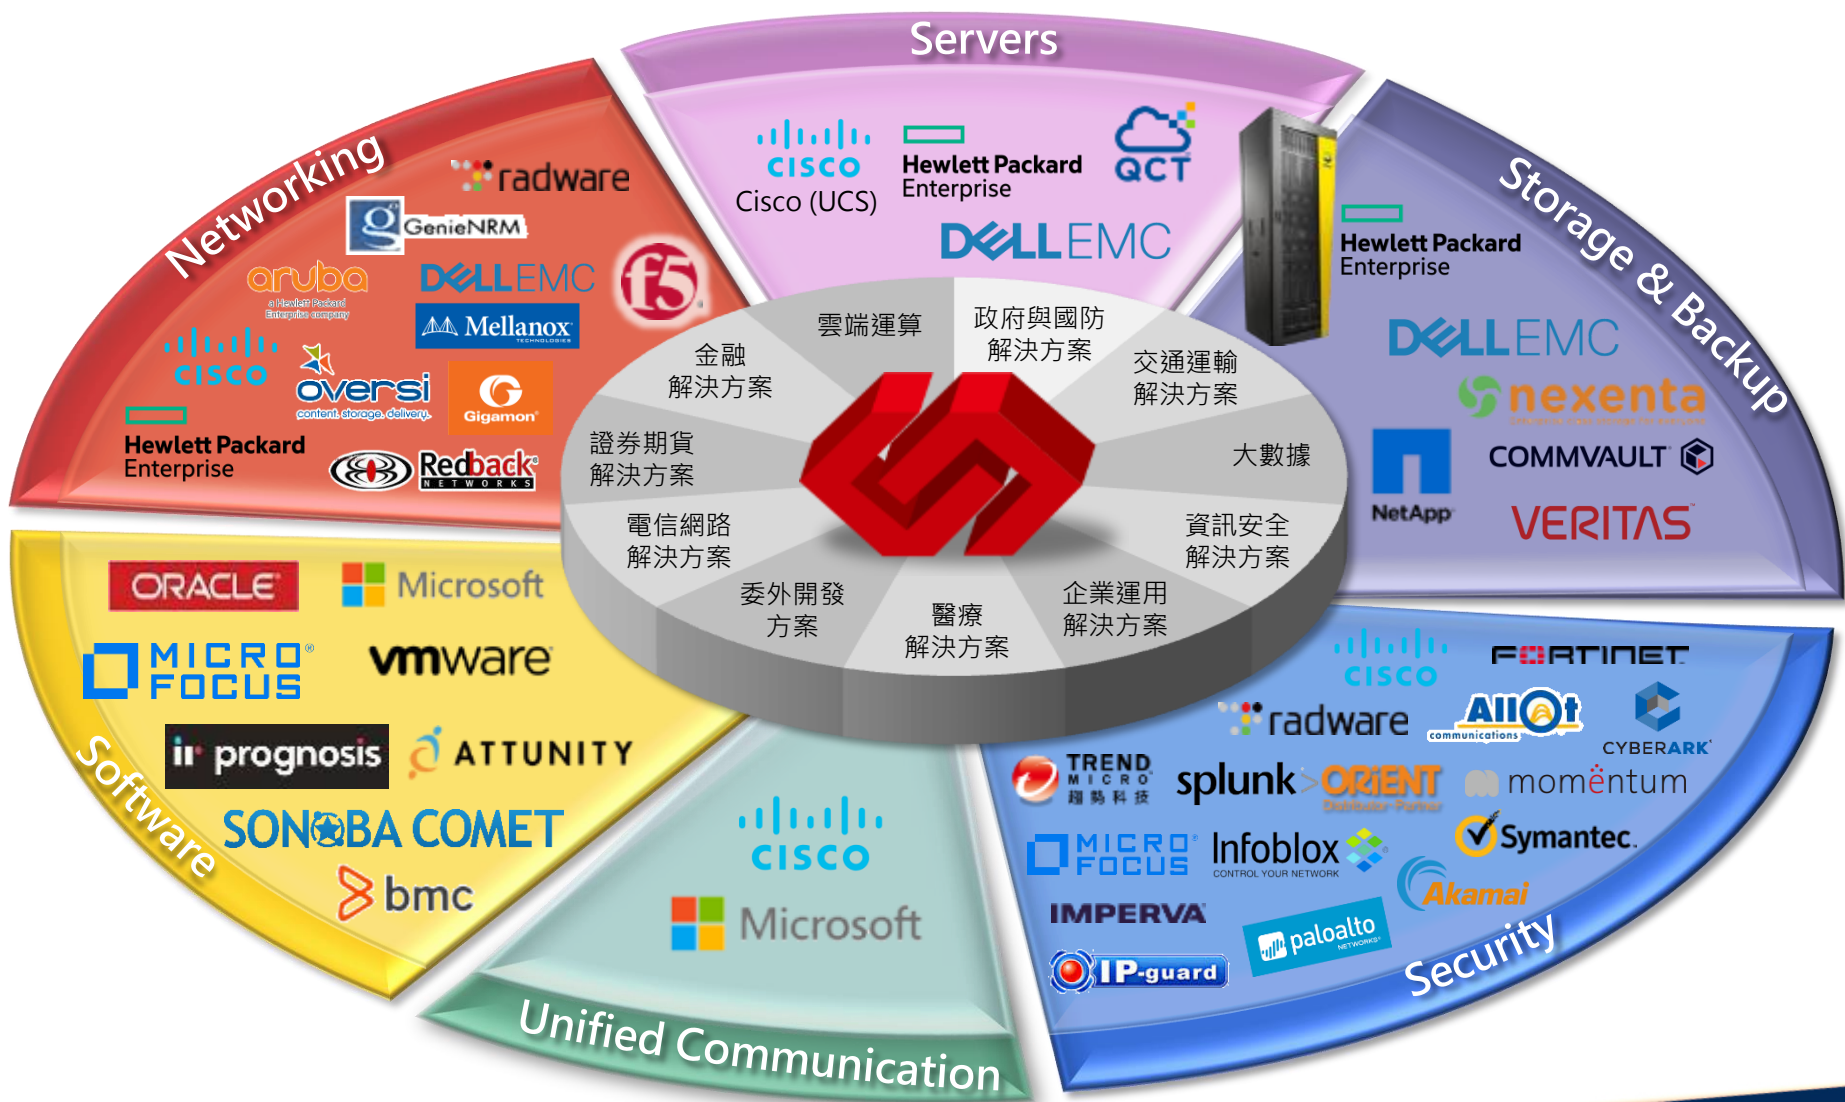 Servers
CISCO
Cisco (UCS)
Hewlett Packard
Enterprise
QCT
DELLEMC
Networking
radware
GenieNRM
aruba
a Hewlett Packard
Enterprise company
DELLEMC
f5
Mellanox
TECHNOLOGIES
CISCO
oversi
content. storage. delivery.
Gigamon
Hewlett Packard
Enterprise
Redback
NETWORKS
Storage & Backup
Hewlett Packard
Enterprise
DELLEMC
nexenta
NetApp
COMMVAULT
VERITAS
雲端運算
政府與國防
解決方案
交通運輸
解決方案
大數據
資訊安全
解決方案
企業運用
解決方案
醫療
解決方案
委外開發
方案
電信網路
解決方案
證券期貨
解決方案
金融
解決方案
Software
ORACLE
Microsoft
MICRO
FOCUS
vmware
ir prognosis
ATTUNITY
SONOBA COMET
bmc
Unified Communication
CISCO
Microsoft
Security
CISCO
FORTINET
radware
Allot
communications
CYBERARK
TREND
MICRO
趨勢科技
splunk>
ORiENT
Distributor Partner
momentum
MICRO
FOCUS
Infoblox
CONTROL YOUR NETWORK
Symantec.
Akamai
IMPERVA
paloalto
NETWORKS
IP-guard